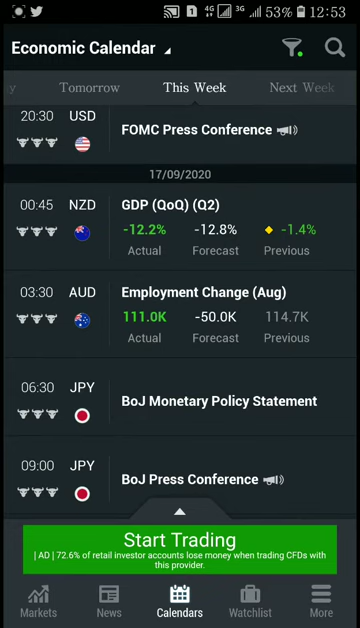 4G 1 3G 53% 12:53
Economic Calendar
y Tomorrow This Week Next Week
20:30 USD FOMC Press Conference
17/09/2020
00:45 NZD GDP (QoQ) (Q2)
-12.2% -12.8% -1.4%
Actual Forecast Previous
03:30 AUD Employment Change (Aug)
111.0K -50.0K 114.7K
Actual Forecast Previous
06:30 JPY BoJ Monetary Policy Statement
09:00 JPY BoJ Press Conference
Start Trading
| AD | 72.6% of retail investor accounts lose money when trading CFDs with
this provider.
Markets News Calendars Watchlist More